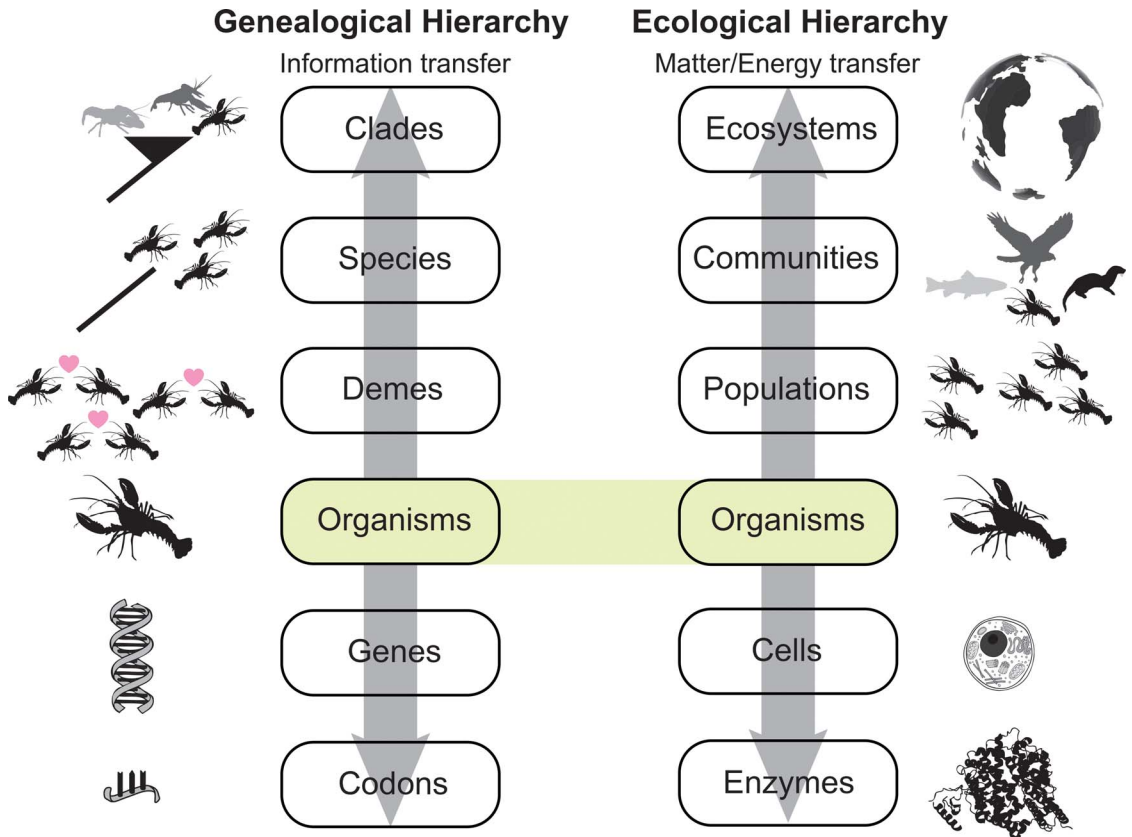 Genealogical Hierarchy
Information transfer
Clades
Species
Demes
Organisms
Genes
Codons
Ecological Hierarchy
Matter/Energy transfer
Ecosystems
Communities
Populations
Organisms
Cells
Enzymes